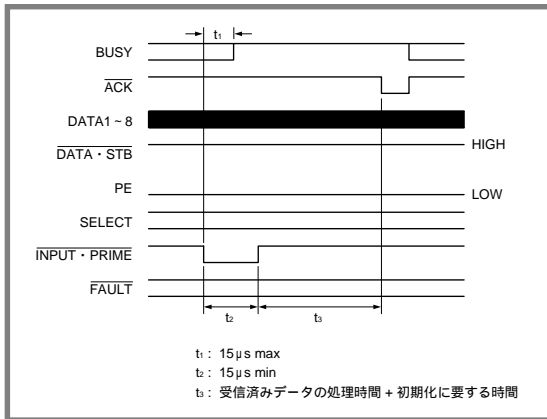 t₁
BUSY
ACK
DATA1 ~ 8
DATA・STB
HIGH
PE
LOW
SELECT
INPUT・PRIME
FAULT
t₂
t₃
t₁ : 15μs max
t₂ : 15μs min
t₃ : 受信済みデータの処理時間 + 初期化に要する時間